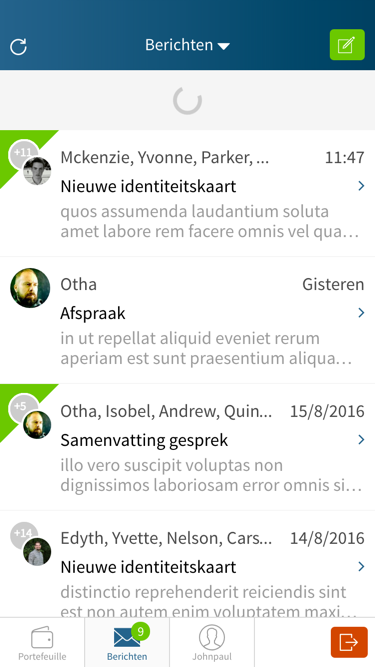 Berichten
+11
Mckenzie, Yvonne, Parker, ...
11:47
Nieuwe identiteitskaart
quos assumenda laudantium soluta
amet labore rem facere omnis vel qua...
Otha
Gisteren
Afspraak
in ut repellat aliquid eveniet rerum
aperiam est sunt praesentium aliqua...
+5
Otha, Isobel, Andrew, Quin...
15/8/2016
Samenvatting gesprek
illo vero suscipit voluptas non
dignissimos laboriosam error omnis si...
+14
Edyth, Yvette, Nelson, Cars...
14/8/2016
Nieuwe identiteitskaart
distinctio reprehenderit reiciendis sint
est non autem enim voluptatem maxi...
9
Portefeuille
Berichten
Johnpaul